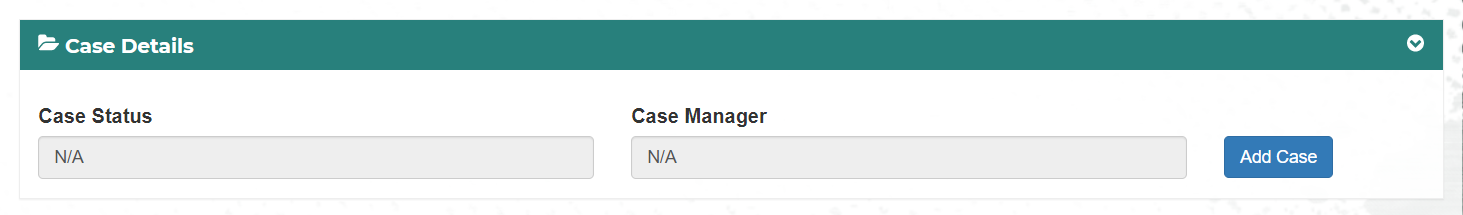 Case Details
Case Status Case Manager
N/A N/A Add Case